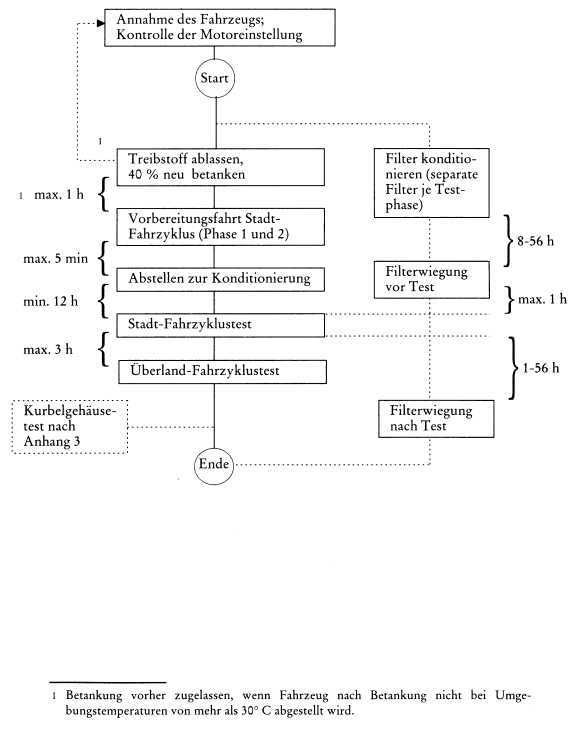 Annahme des Fahrzeugs;
Kontrolle der Motoreinstellung
Start
1
Treibstoff ablassen,
40 % neu betanken
Filter konditio-
nieren (separate
Filter je Test-
phase)
1 max. 1 h
Vorbereitungsfahrt Stadt-
Fahrzyklus (Phase 1 und 2)
8-56 h
max. 5 min
Abstellen zur Konditionierung
Filterwiegung
vor Test
min. 12 h
max. 1 h
Stadt-Fahrzyklustest
max. 3 h
Überland-Fahrzyklustest
1-56 h
Kurbelgehäuse-
test nach
Anhang 3
Filterwiegung
nach Test
Ende
1 Betankung vorher zugelassen, wenn Fahrzeug nach Betankung nicht bei Umge-
bungstemperaturen von mehr als 30° C abgestellt wird.